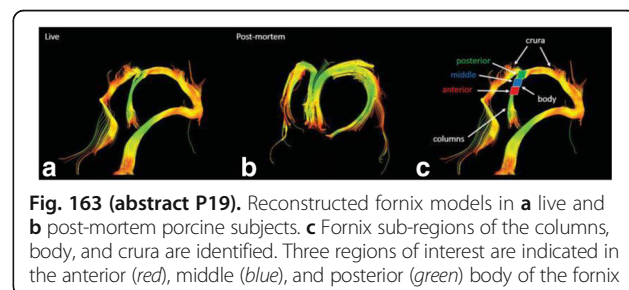 Live
Post-mortem
crura
posterior
middle
anterior
body
columns
a
b
c
Fig. 163 (abstract P19). Reconstructed fornix models in a live and
b post-mortem porcine subjects. c Fornix sub-regions of the columns,
body, and crura are identified. Three regions of interest are indicated in
the anterior (red), middle (blue), and posterior (green) body of the fornix